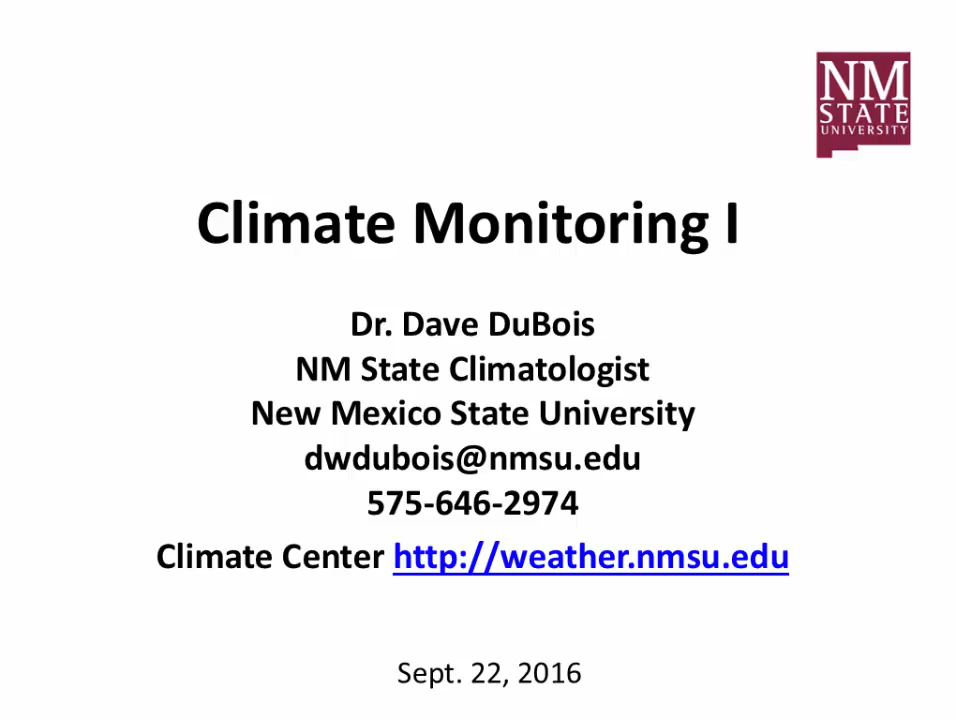 NM
STATE
UNIVERSITY
Climate Monitoring I
Dr. Dave DuBois
NM State Climatologist
New Mexico State University
dwdubois@nmsu.edu
575-646-2974
Climate Center http://weather.nmsu.edu
Sept. 22, 2016